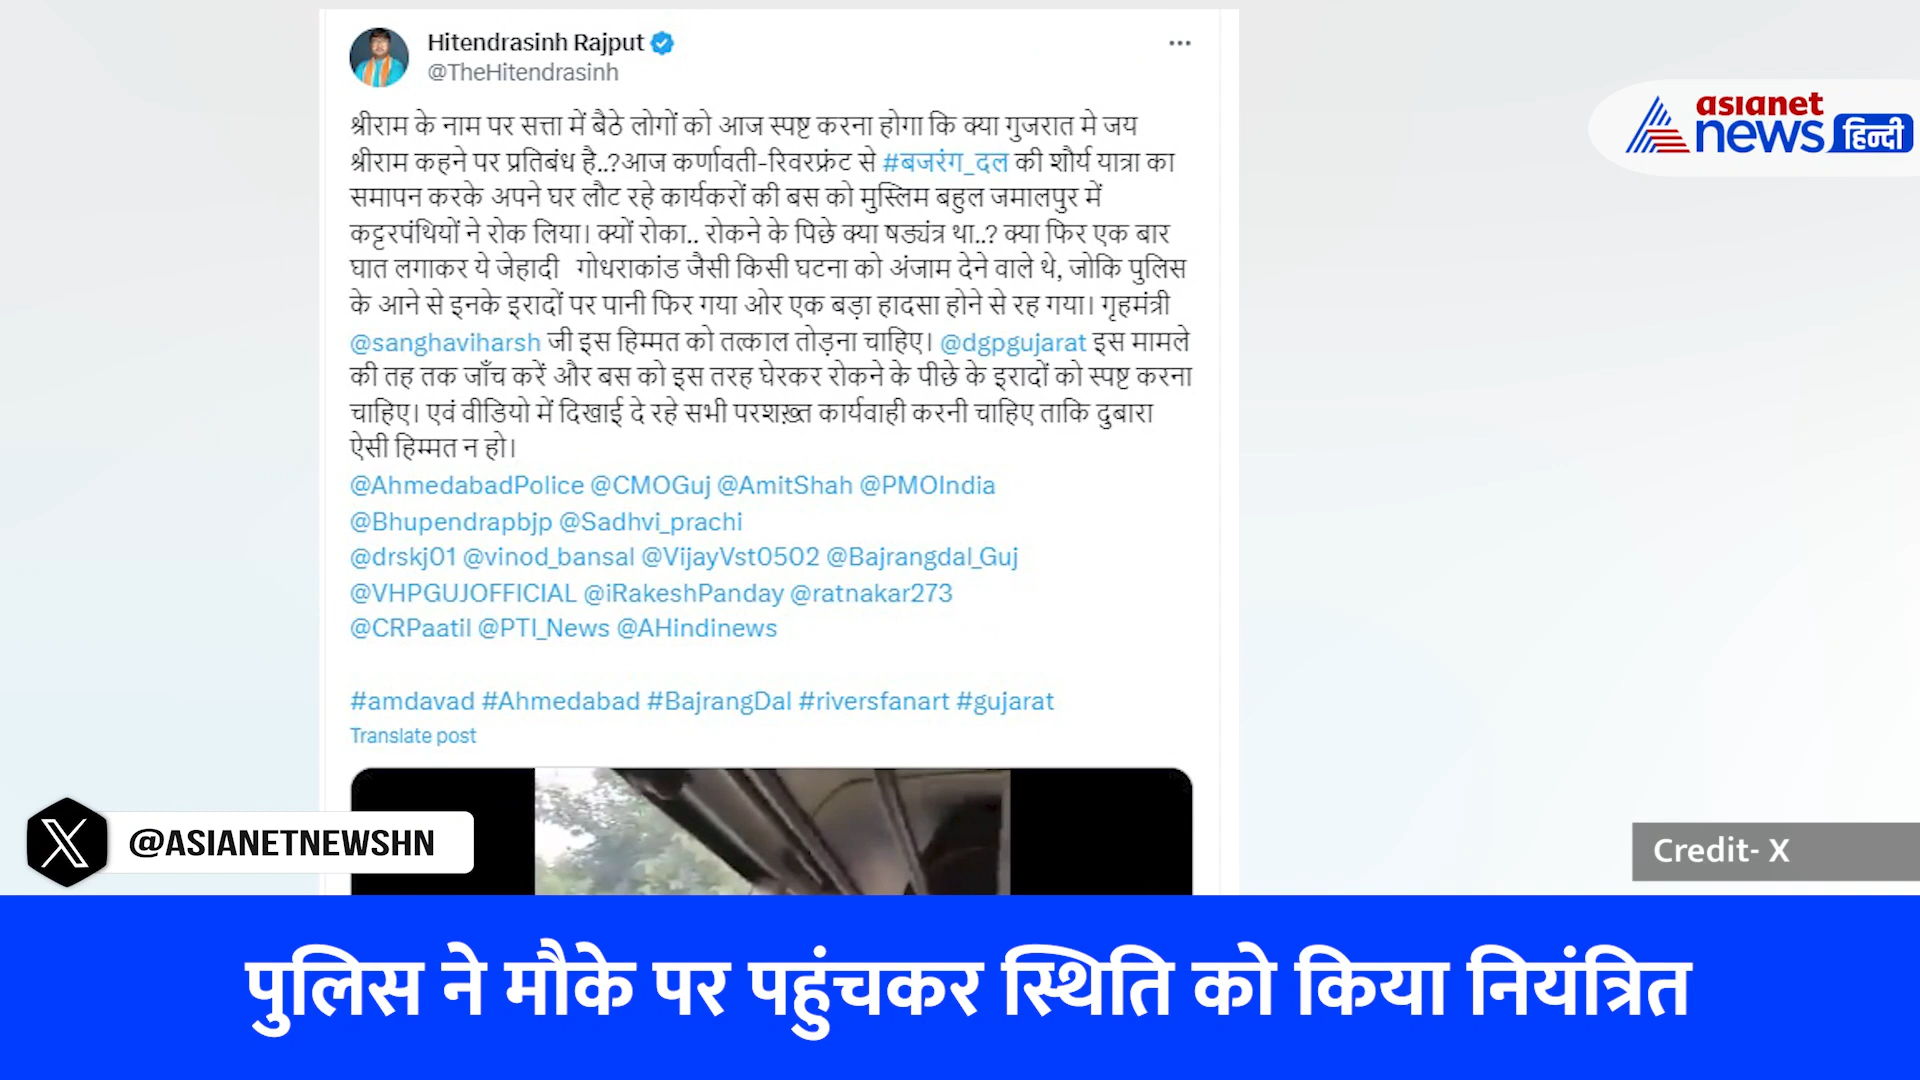 Hitendrasinh Rajput
@TheHitendrasinh
श्रीराम के नाम पर सत्ता में बैठे लोगों को आज स्पष्ट करना होगा कि क्या गुजरात मे जय
श्रीराम कहने पर प्रतिबंध है..?आज कर्णावती-रिवरफ्रंट से #बजरंग_दल की शौर्य यात्रा का
समापन करके अपने घर लौट रहे कार्यकरों की बस को मुस्लिम बहुल जमालपुर में
कट्टरपंथियों ने रोक लिया। क्यों रोका.. रोकने के पिछे क्या षड्यंत्र था..? क्या फिर एक बार
घात लगाकर ये जेहादी गोधराकांड जैसी किसी घटना को अंजाम देने वाले थे, जोकि पुलिस
के आने से इनके इरादों पर पानी फिर गया ओर एक बड़ा हादसा होने से रह गया। गृहमंत्री
@sanghaviharsh जी इस हिम्मत को तत्काल तोड़ना चाहिए। @dgpgujarat इस मामले
की तह तक जाँच करें और बस को इस तरह घेरकर रोकने के पीछे के इरादों को स्पष्ट करना
चाहिए। एवं वीडियो में दिखाई दे रहे सभी परशख़्त कार्यवाही करनी चाहिए ताकि दुबारा
ऐसी हिम्मत न हो।
@AhmedabadPolice @CMOGuj @AmitShah @PMOIndia
@Bhupendrapbjp @Sadhvi_prachi
@drskj01 @vinod_bansal @VijayVst0502 @Bajrangdal_Guj
@VHPGUJOFFICIAL @iRakeshPanday @ratnakar273
@CRPaatil @PTI_News @AHindinews
#amdavad #Ahmedabad #BajrangDal #riversfanart #gujarat
Translate post
asianet
news हिन्दी
@ASIANETNEWSHN
Credit- X
पुलिस ने मौके पर पहुंचकर स्थिति को किया नियंत्रित